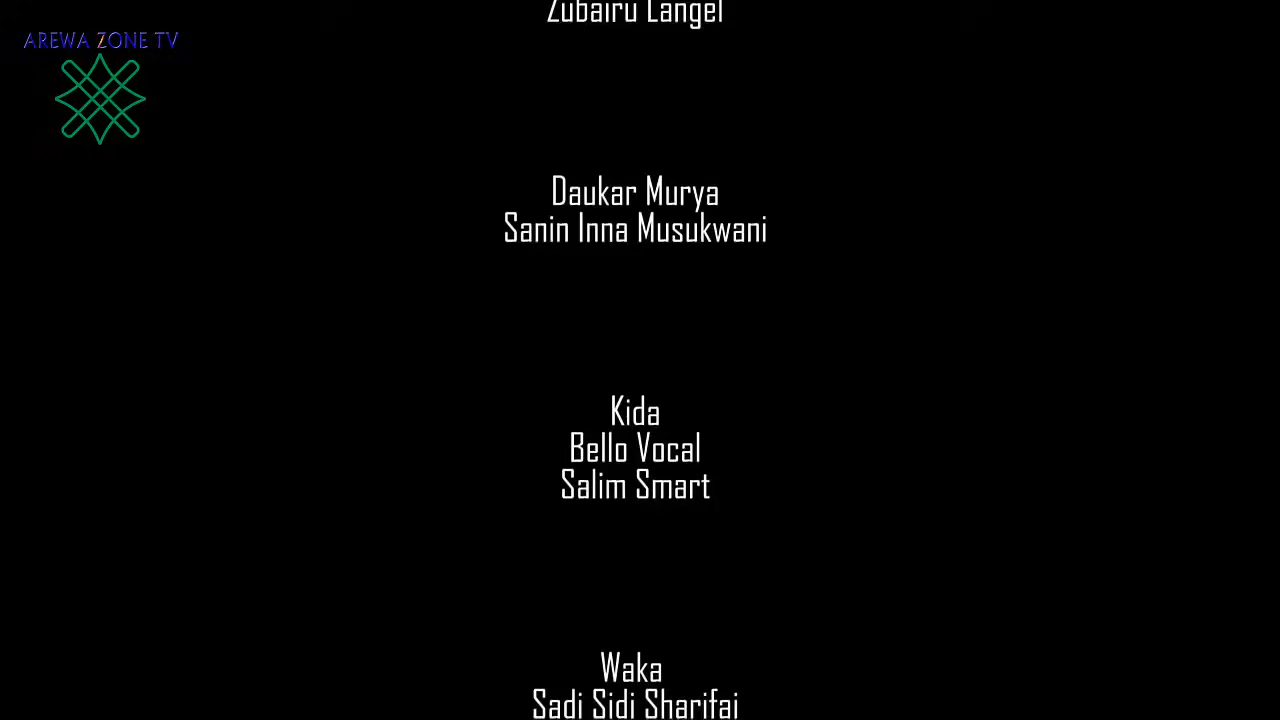 Zubairu Langel
AREWA ZONE TV
Daukar Murya
Sanin Inna Musukwani
Kida
Bello Vocal
Salim Smart
Waka
Sadi Sidi Sharifai